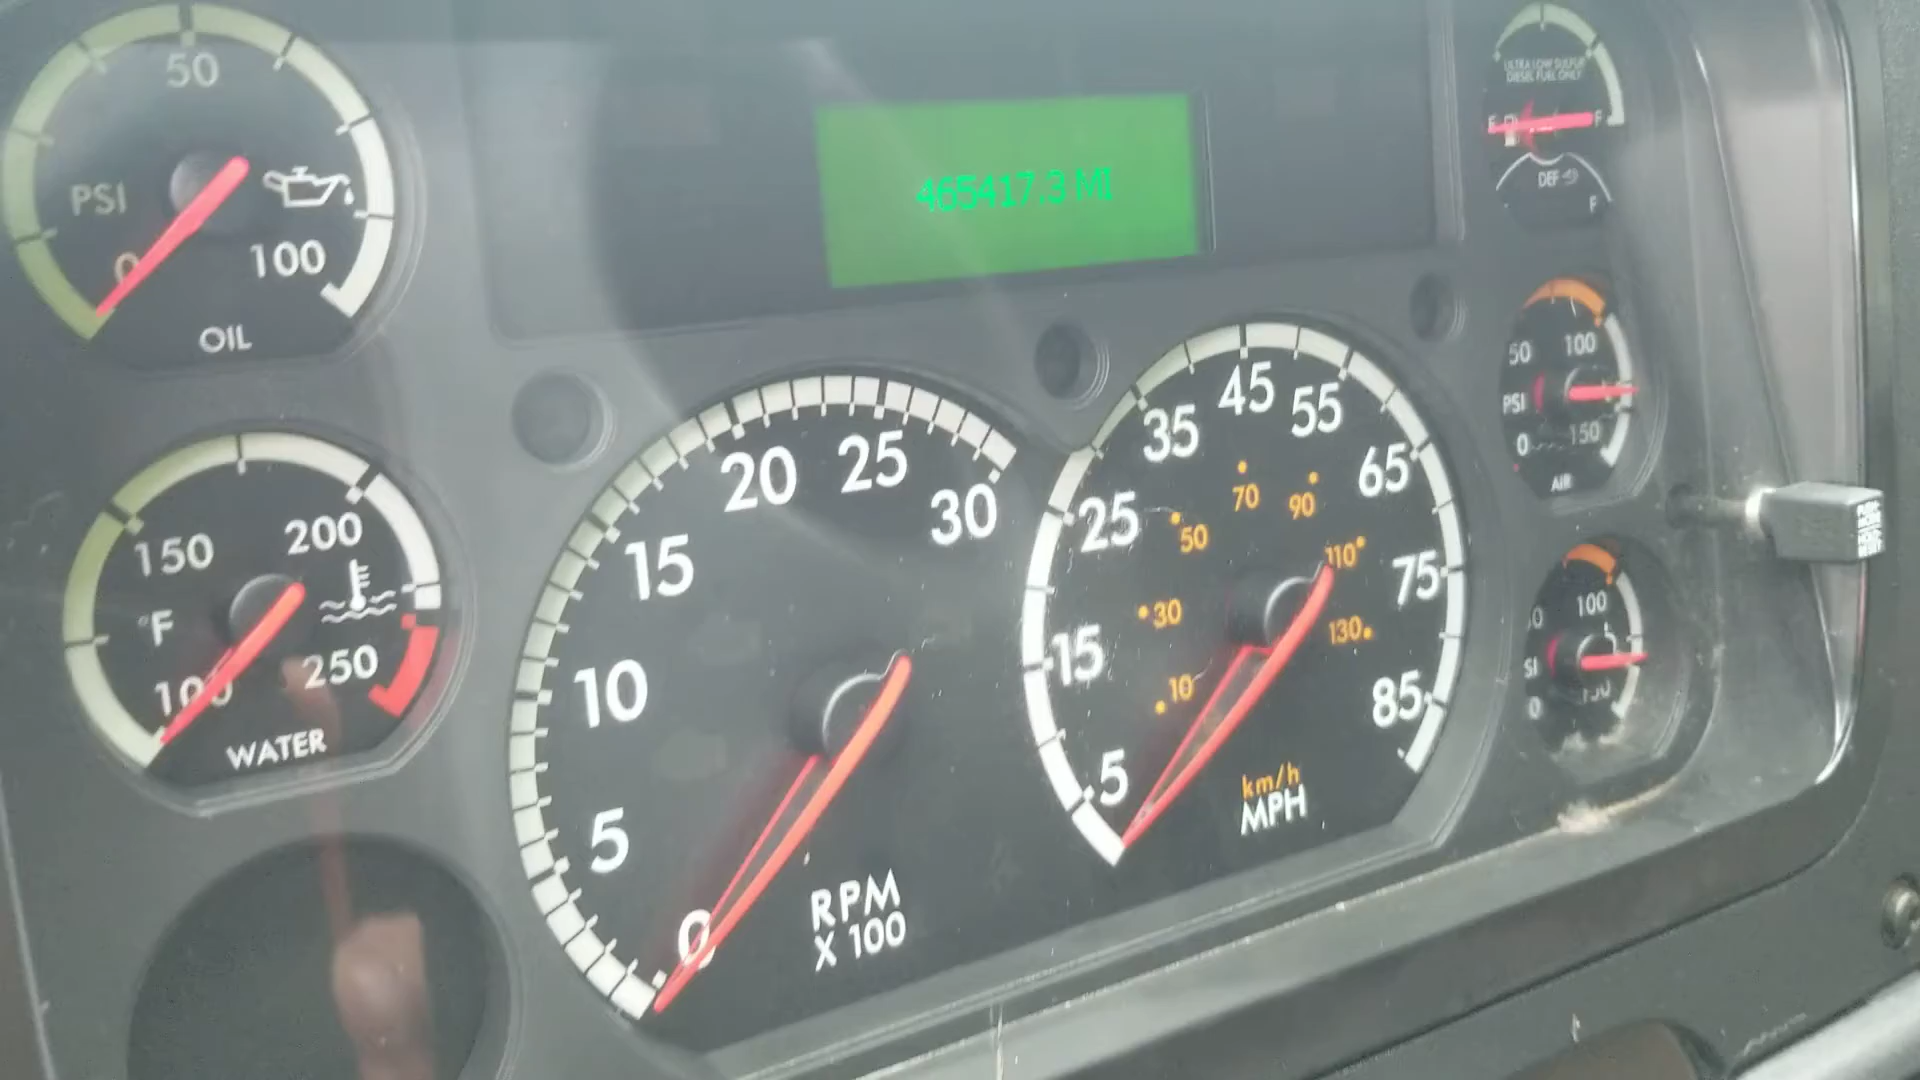 50
PSI
0
100
OIL
465417.3 MI
ULTRA LOW SULFUR
DIESEL FUEL ONLY
E
F
DEF
F
50
100
PSI
0
150
AIR
150
200
°F
100
250
WATER
0
5
10
15
20
25
30
RPM
X 100
5
15
25
35
45
55
65
75
85
10
30
50
70
90
110
130
km/h
MPH
100
SI
0
150